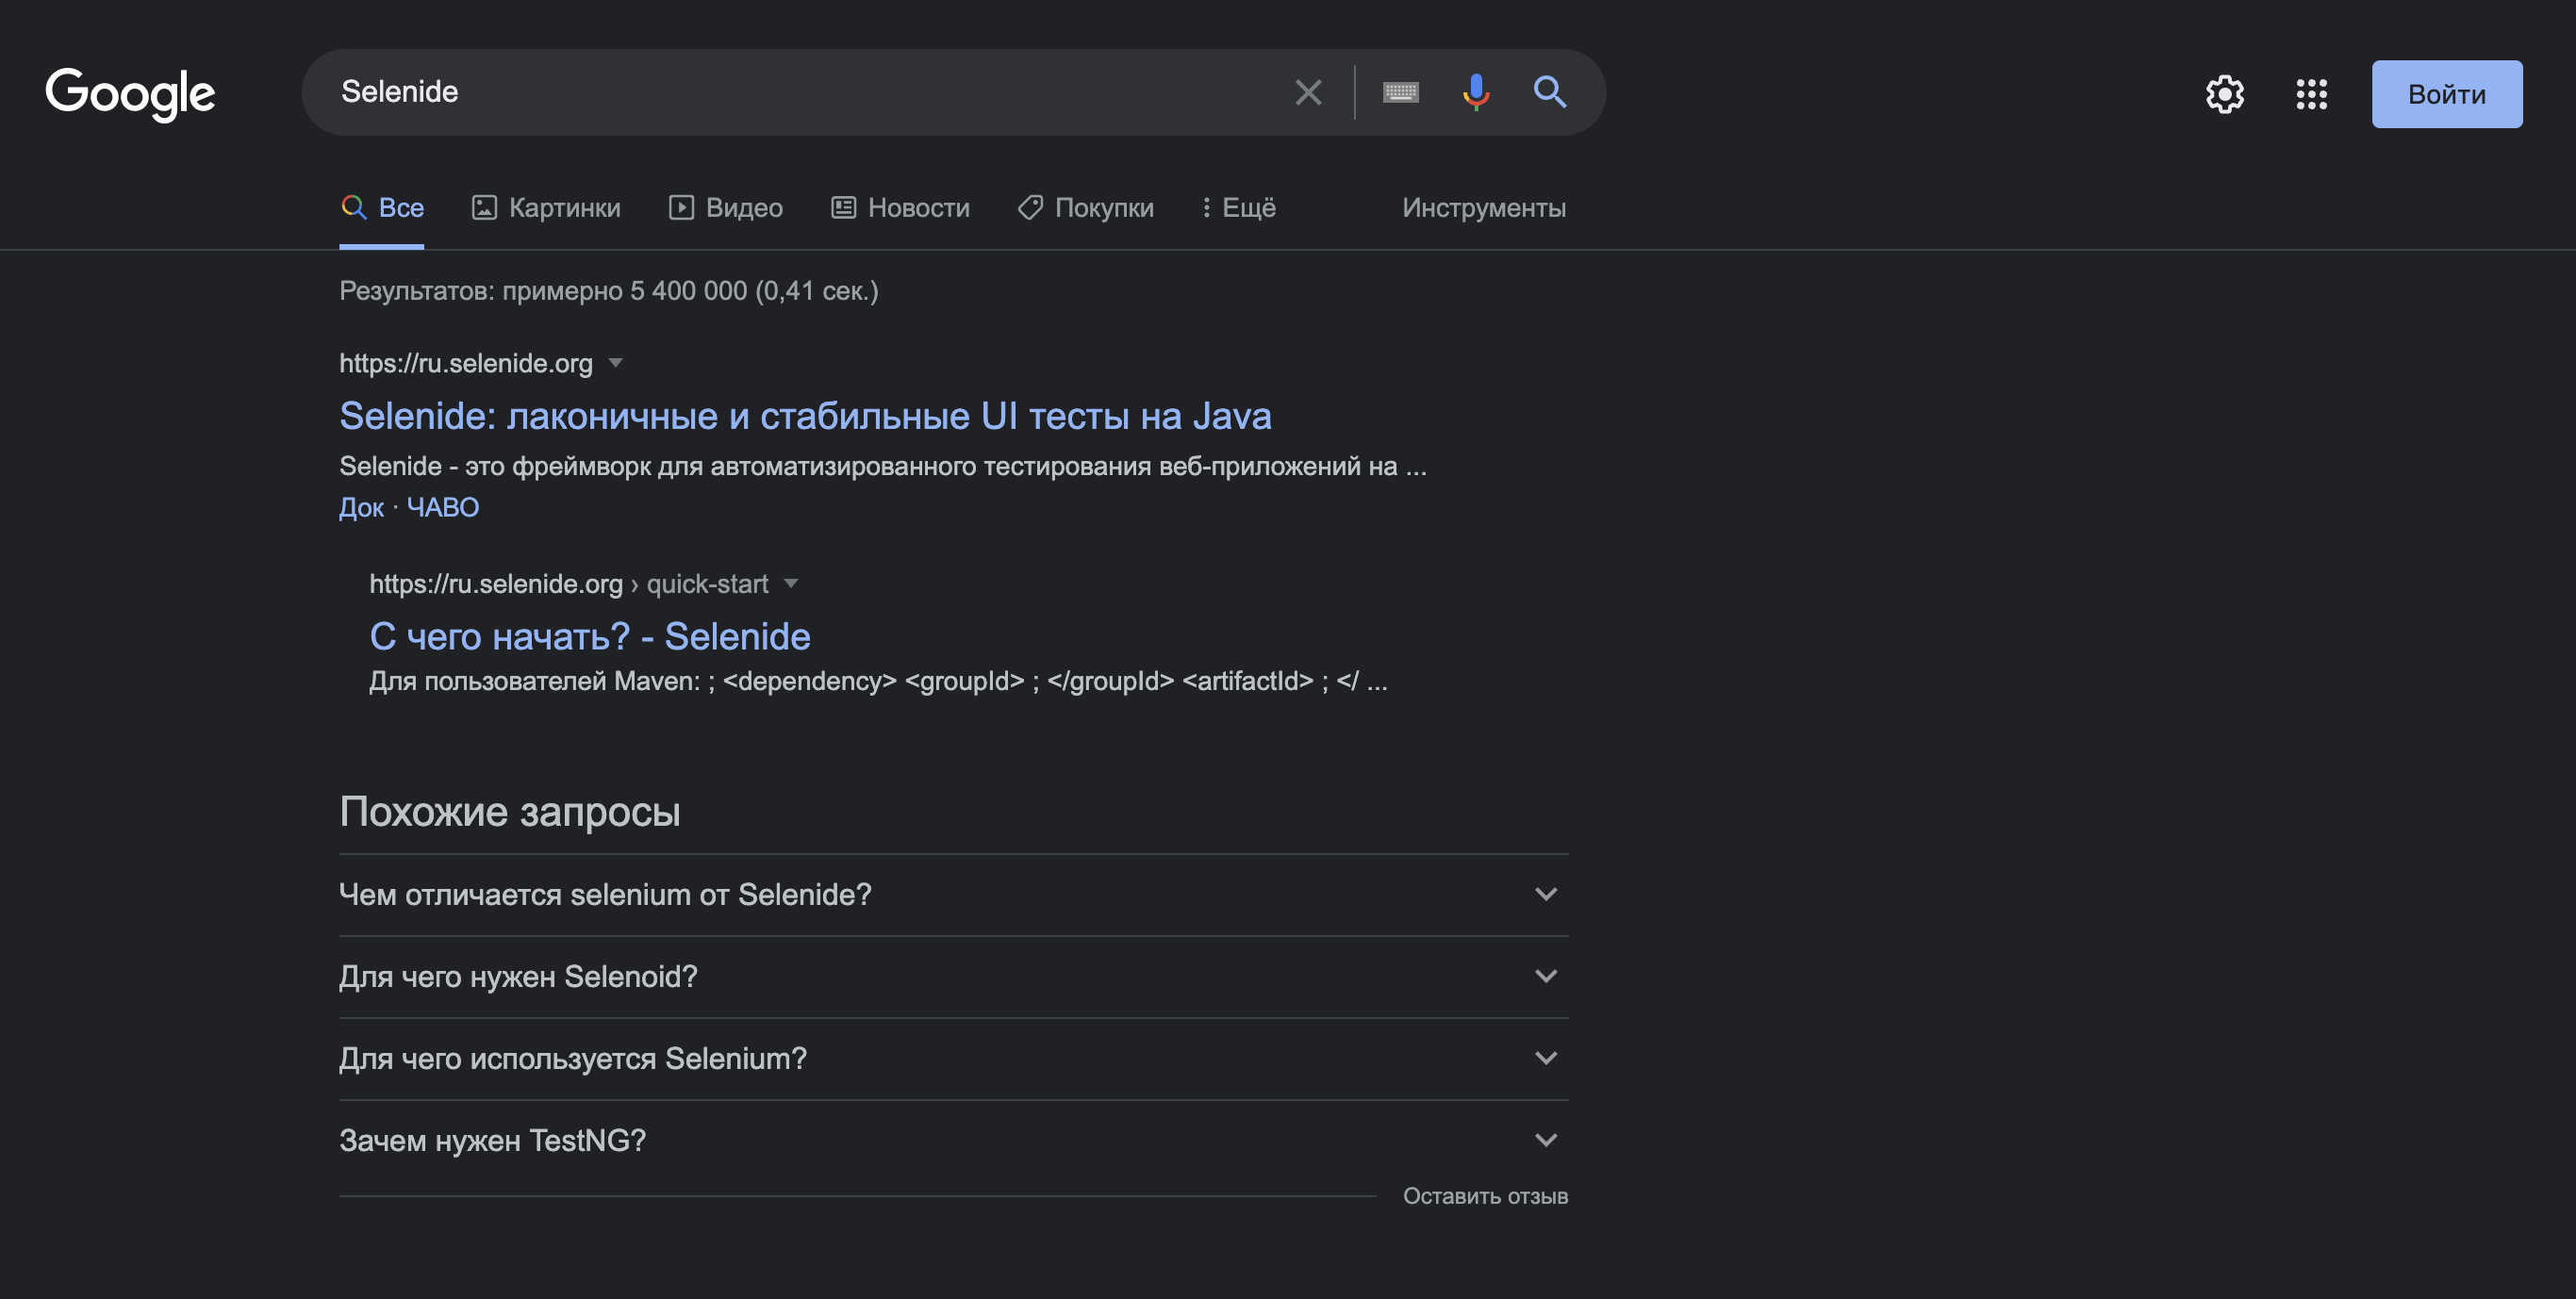 Google
Selenide
Войти
Все Картинки Видео Новости Покупки Ещё Инструменты
Результатов: примерно 5 400 000 (0,41 сек.)
https://ru.selenide.org
Selenide: лаконичные и стабильные UI тесты на Java
Selenide - это фреймворк для автоматизированного тестирования веб-приложений на ...
Док · ЧАВО
https://ru.selenide.org › quick-start
С чего начать? - Selenide
Для пользователей Maven: ; <dependency> <groupId> ; </groupId> <artifactId> ; </ ...
Похожие запросы
Чем отличается selenium от Selenide?
Для чего нужен Selenoid?
Для чего используется Selenium?
Зачем нужен TestNG?
Оставить отзыв